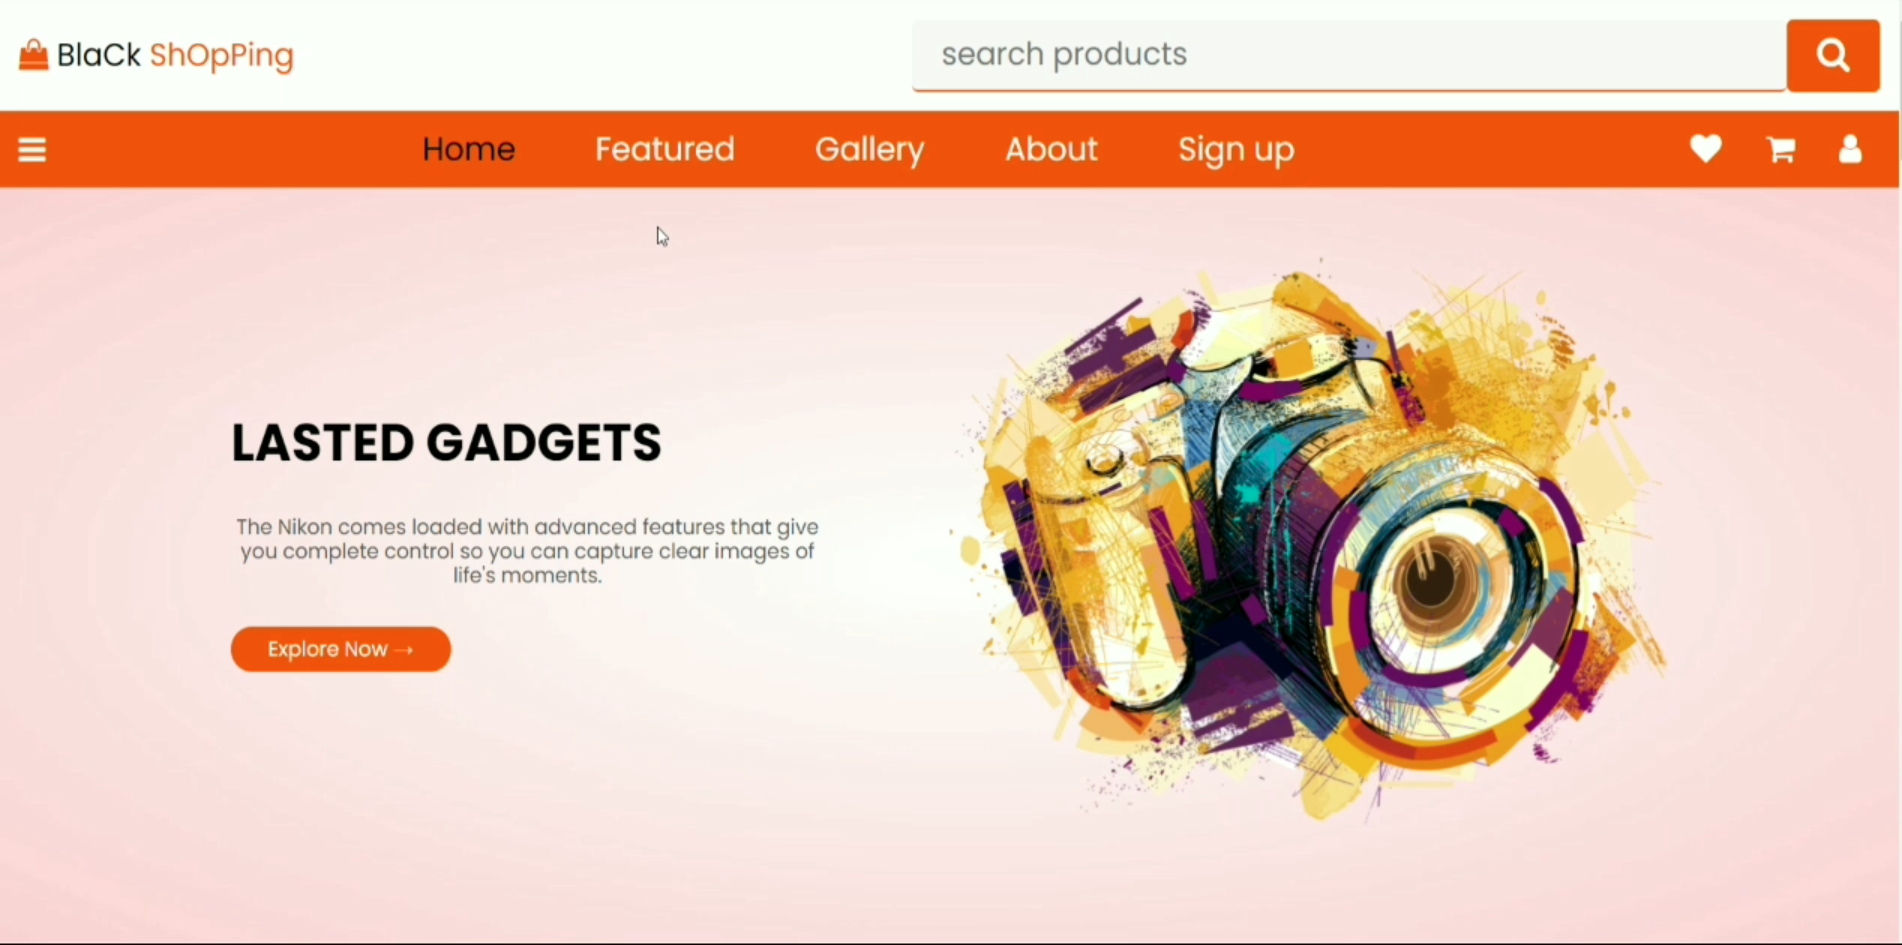 BlaCk ShOpPing
search products
Home Featured Gallery About Sign up
LASTED GADGETS
The Nikon comes loaded with advanced features that give
you complete control so you can capture clear images of
life's moments.
Explore Now →